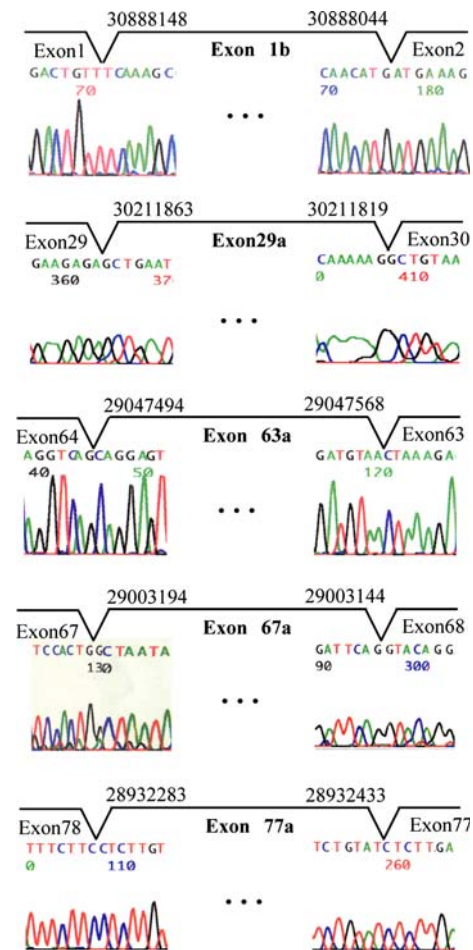 30888148 30888044
Exon1 Exon 1b Exon2
GACTGTTTCAAAGC CAACATGATGAAAG
70 70 180
...
30211863 30211819
Exon29 Exon29a Exon30
GAAGAGAGCTGAAT CAAAAAGGCTGTAA
360 37 0 410
...
29047494 29047568
Exon64 Exon 63a Exon63
AGGTCAGCAGGAGT GATGTAACTAAAGA
40 50 120
...
29003194 29003144
Exon67 Exon 67a Exon68
TCCACTGGCTAATA GATTCAGGTACAGG
130 90 300
...
28932283 28932433
Exon78 Exon 77a Exon77
TTTCTTCCTCTTGT TCTGTATCTCTTGA
0 110 260
...